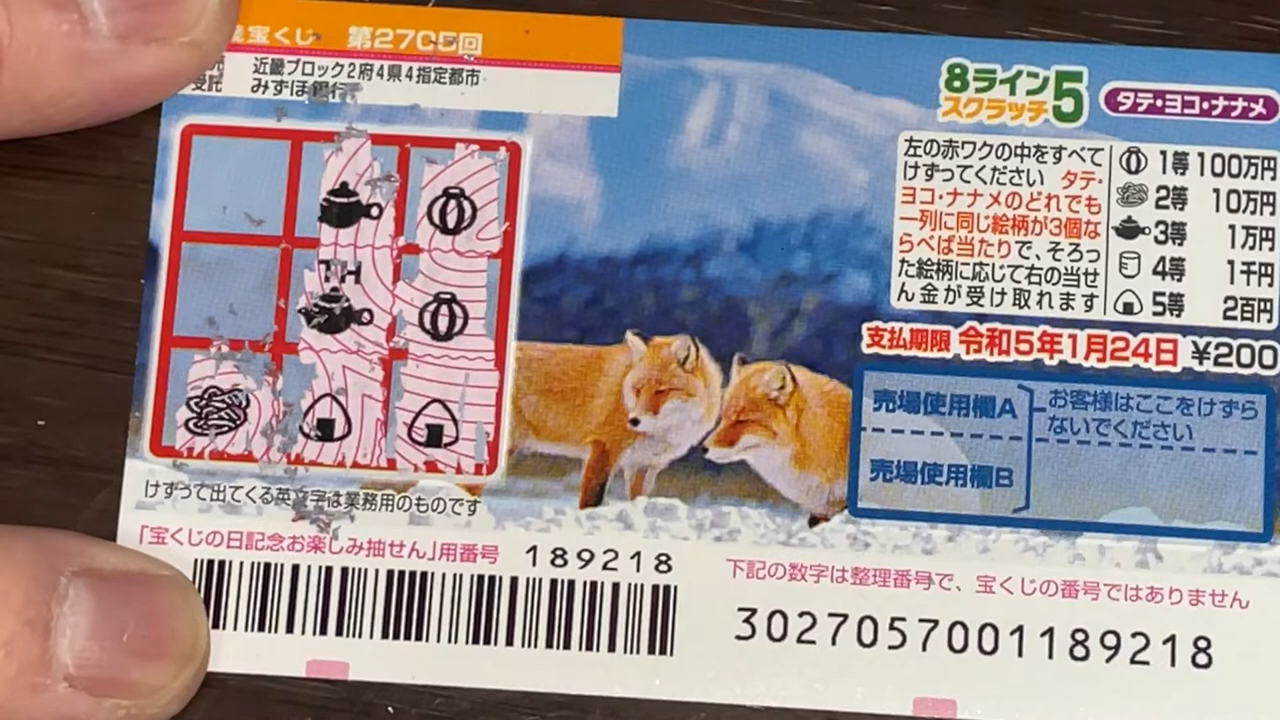 宝くじ 第2705回
近畿ブロック2府4県4指定都市
受託 みずほ銀行
8ライン5
スクラッチ
タテ・ヨコ・ナナメ
左の赤ワクの中をすべて
けずってください タテ・
ヨコ・ナナメのどれでも
一列に同じ絵柄が3個な
らべば当たりで、そろっ
た絵柄に応じて右の当せ
ん金が受け取れます
1等 100万円
2等 10万円
3等 1万円
4等 1千円
5等 2百円
TH
支払期限 令和5年1月24日 ¥200
売場使用欄A
お客様はここをけずら
ないでください
売場使用欄B
けずって出てくる英文字は業務用のものです
「宝くじの日記念お楽しみ抽せん」用番号 189218
下記の数字は整理番号で、宝くじの番号ではありません
3027057001189218